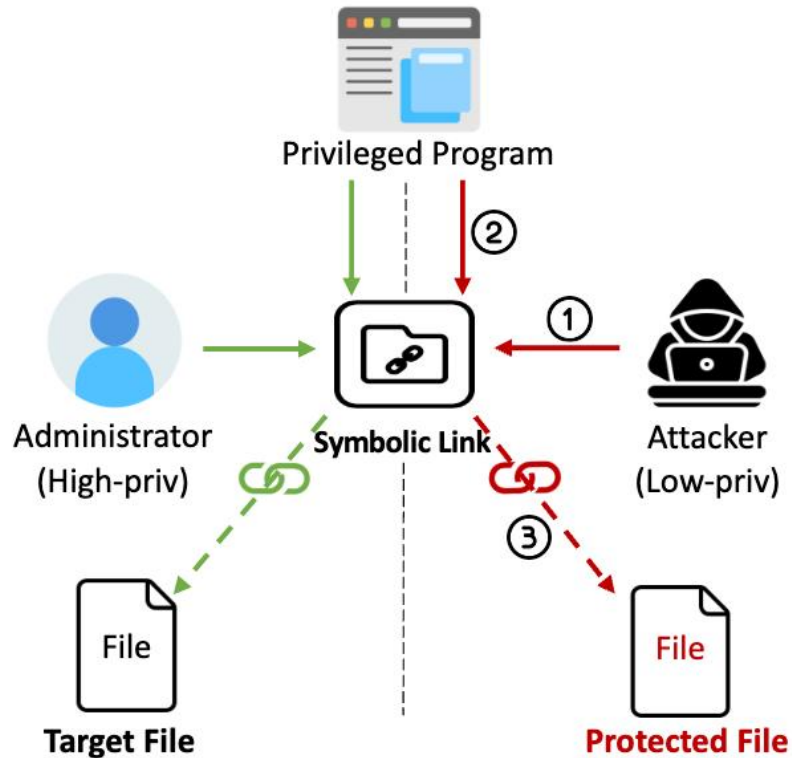 Privileged Program
②
①
Administrator
(High-priv)
Symbolic Link
Attacker
(Low-priv)
③
File
File
Target File
Protected File